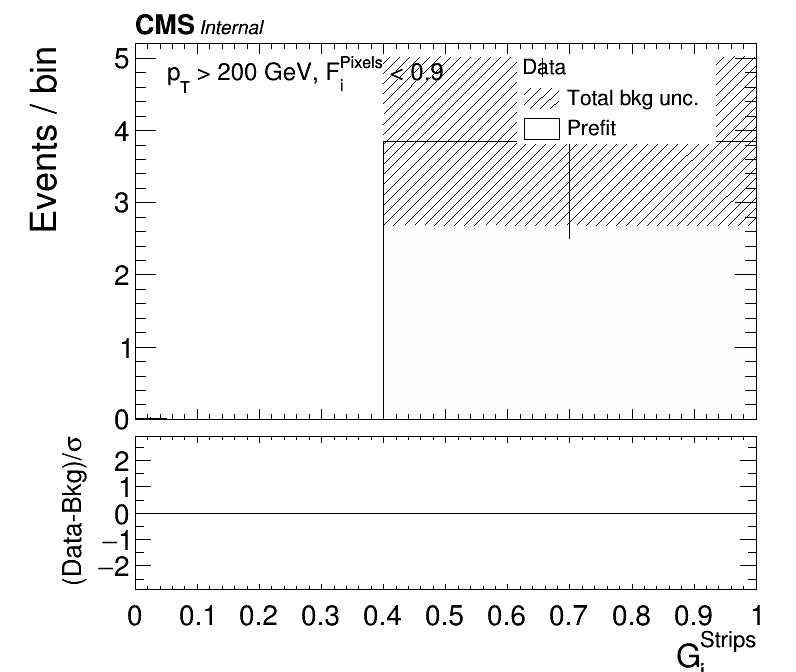 CMS Internal
Events / bin
p_T > 200 GeV, F_i^Pixels < 0.9
Data
Total bkg unc.
Prefit
5
4
3
2
1
0
(Data-Bkg)/σ
2
1
0
−1
−2
0 0.1 0.2 0.3 0.4 0.5 0.6 0.7 0.8 0.9 1
G_i^Strips